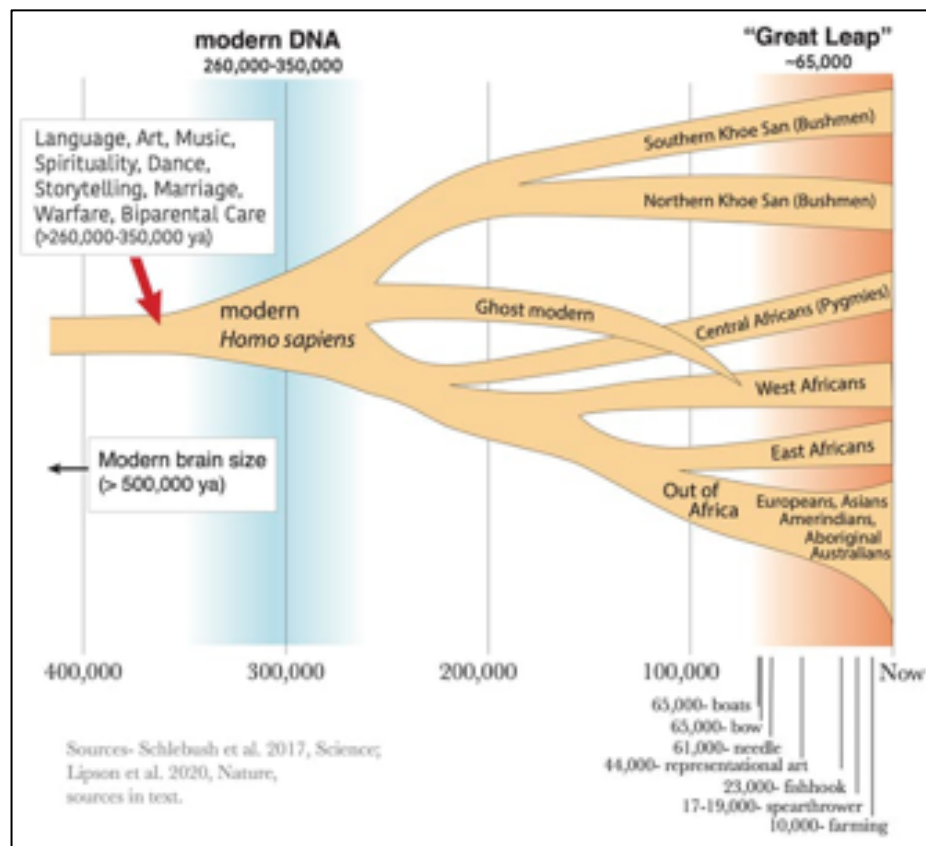 modern DNA
260,000-350,000
“Great Leap”
~65,000
Language, Art, Music,
Spirituality, Dance,
Storytelling, Marriage,
Warfare, Biparental Care
(>260,000-350,000 ya)
Southern Khoe San (Bushmen)
Northern Khoe San (Bushmen)
modern
Homo sapiens
Ghost modern
Central Africans (Pygmies)
West Africans
East Africans
Modern brain size
(> 500,000 ya)
Out of
Africa
Europeans, Asians
Amerindians,
Aboriginal
Australians
400,000
300,000
200,000
100,000
Now
65,000- boats
65,000- bow
61,000- needle
44,000- representational art
23,000- fishhook
17-19,000- spearthrower
10,000- farming
Sources- Schlebush et al. 2017, Science;
Lipson et al. 2020, Nature,
sources in text.